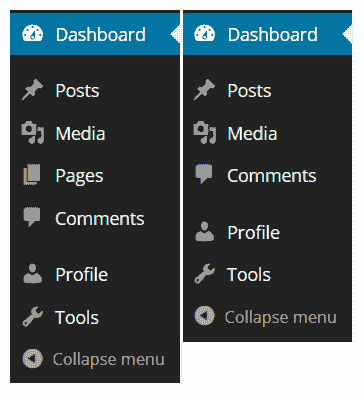 Dashboard
Posts
Media
Pages
Comments
Profile
Tools
Collapse menu
Dashboard
Posts
Media
Comments
Profile
Tools
Collapse menu